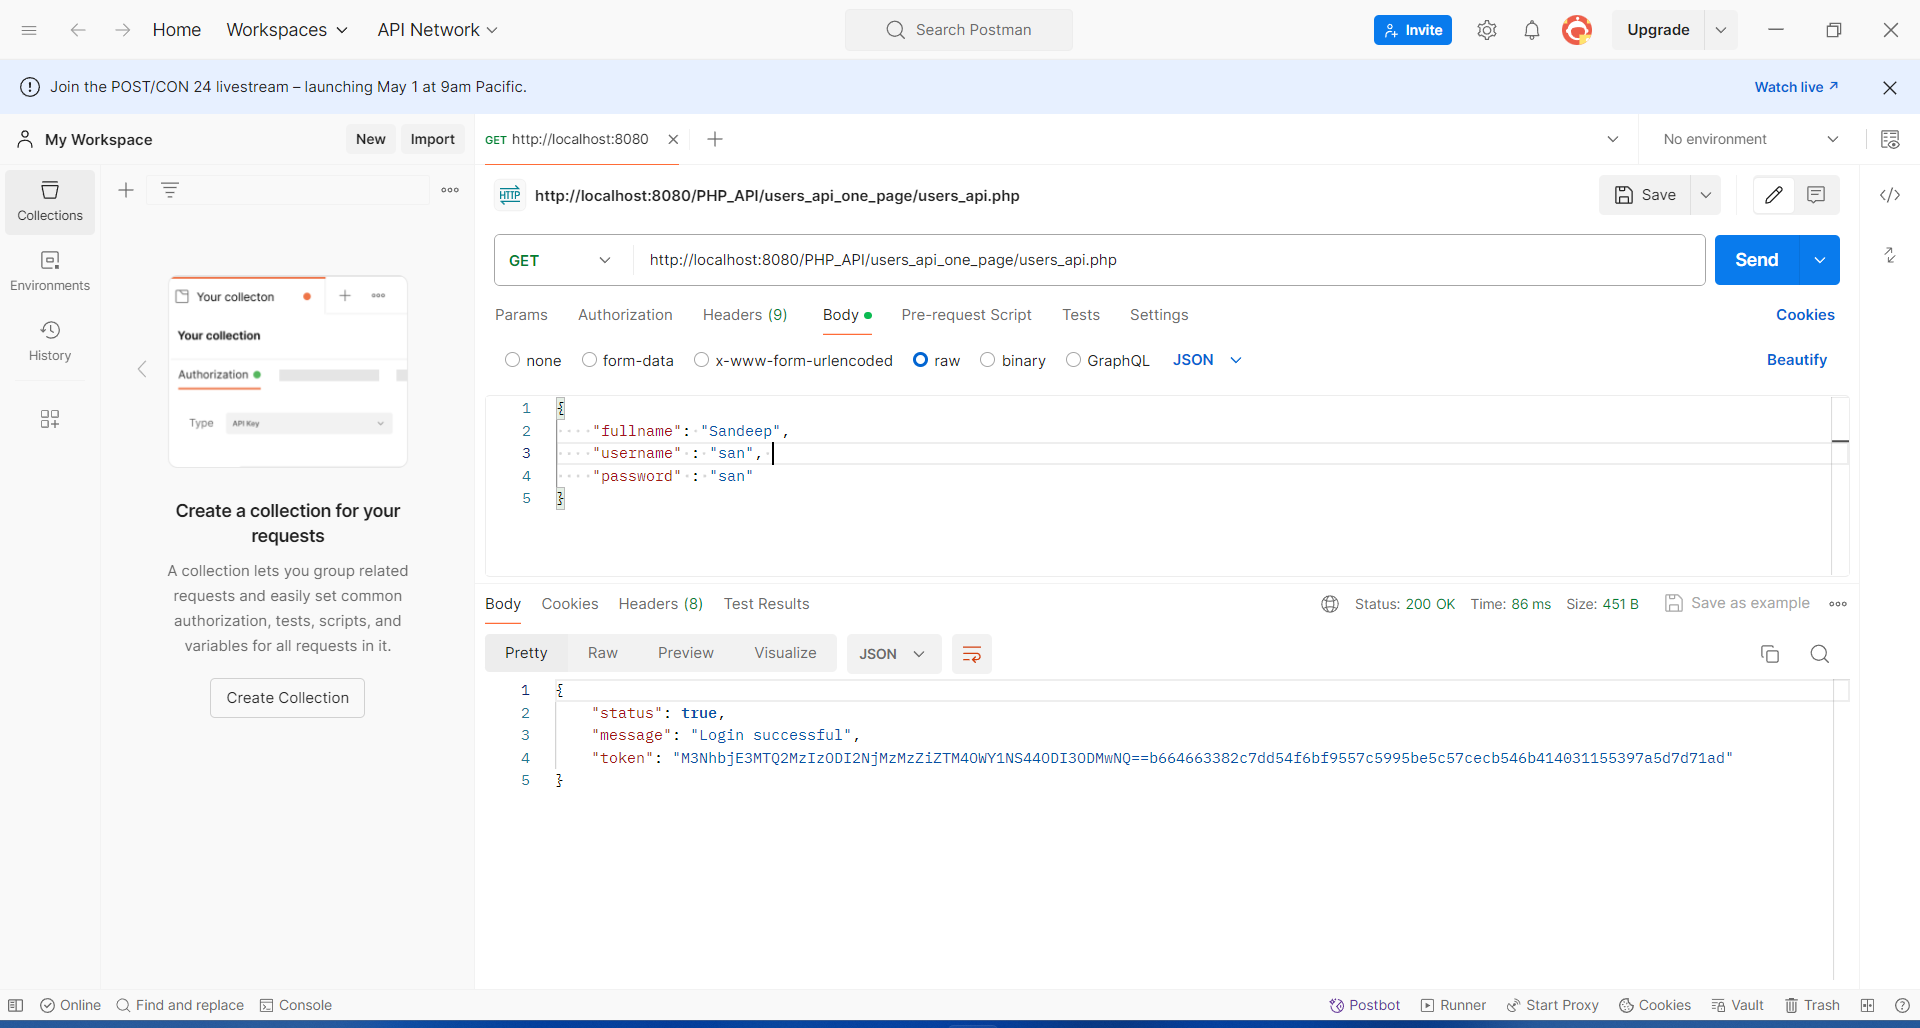 Home Workspaces API Network Search Postman Invite Upgrade
Join the POST/CON 24 livestream – launching May 1 at 9am Pacific. Watch live
My Workspace New Import GET http://localhost:8080 No environment
Collections
Environments
History
Your collecton
Your collection
Authorization
Type API Key
Create a collection for your
requests
A collection lets you group related
requests and easily set common
authorization, tests, scripts, and
variables for all requests in it.
Create Collection
HTTP http://localhost:8080/PHP_API/users_api_one_page/users_api.php Save
GET http://localhost:8080/PHP_API/users_api_one_page/users_api.php Send
Params Authorization Headers (9) Body Pre-request Script Tests Settings Cookies
none form-data x-www-form-urlencoded raw binary GraphQL JSON Beautify
1 {
2 "fullname": "Sandeep",
3 "username" : "san",
4 "password" : "san"
5 }
Body Cookies Headers (8) Test Results Status: 200 OK Time: 86 ms Size: 451 B Save as example
Pretty Raw Preview Visualize JSON
1 {
2 "status": true,
3 "message": "Login successful",
4 "token": "M3NhbjE3MTQ2MzIzODI2NjMzMzZiZTM4OWY1NS44ODI3ODMwNQ==b664663382c7dd54f6bf9557c5995be5c57cecb546b414031155397a5d7d71ad"
5 }
Online Find and replace Console Postbot Runner Start Proxy Cookies Vault Trash